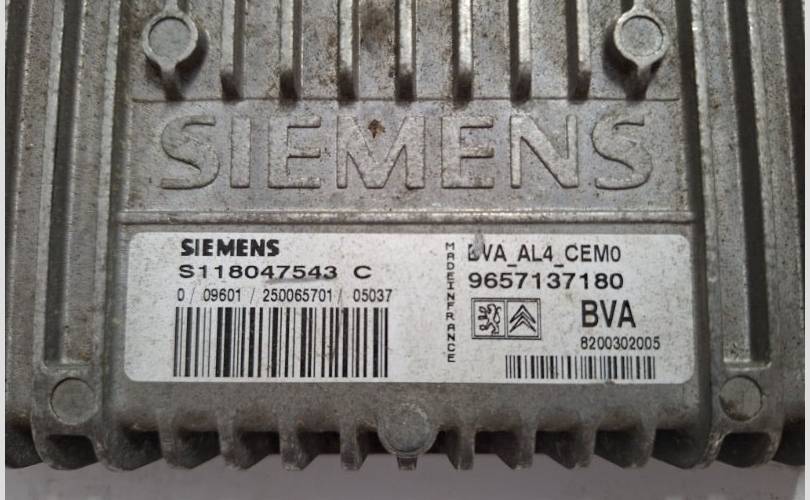 SIEMENS
SIEMENS
S118047543 C
0 / 09601 / 250065701 / 05037
MADEINFRANCE
BVA_AL4_CEM0
9657137180
BVA
8200302005